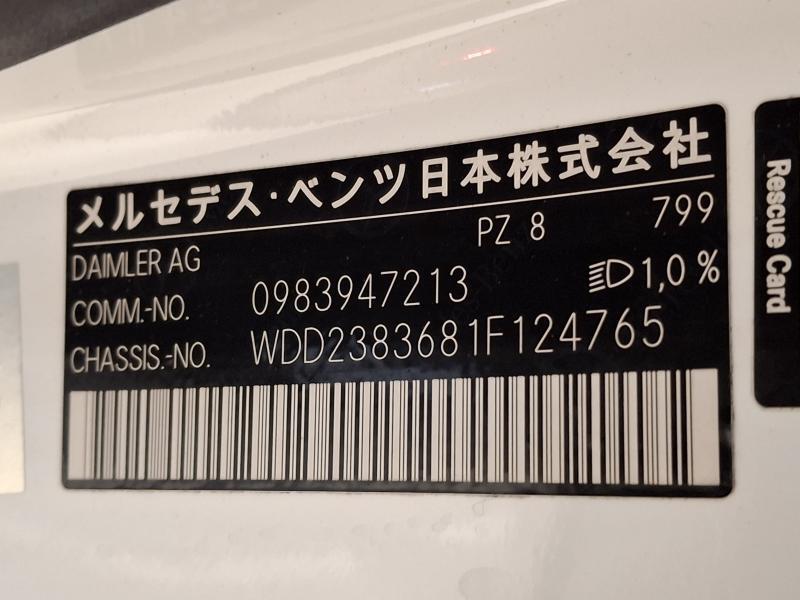 メルセデス・ベンツ日本株式会社
DAIMLER AG PZ 8 799
COMM.-NO. 0983947213 1,0 %
CHASSIS.-NO. WDD2383681F124765
Rescue Card